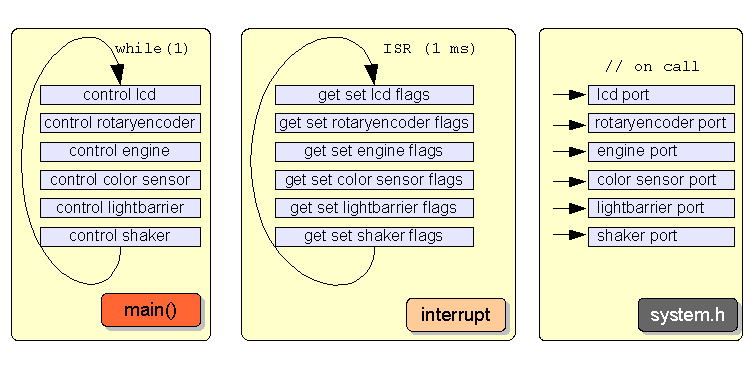 while(1)
control lcd
control rotaryencoder
control engine
control color sensor
control lightbarrier
control shaker
main()
ISR (1 ms)
get set lcd flags
get set rotaryencoder flags
get set engine flags
get set color sensor flags
get set lightbarrier flags
get set shaker flags
interrupt
// on call
lcd port
rotaryencoder port
engine port
color sensor port
lightbarrier port
shaker port
system.h